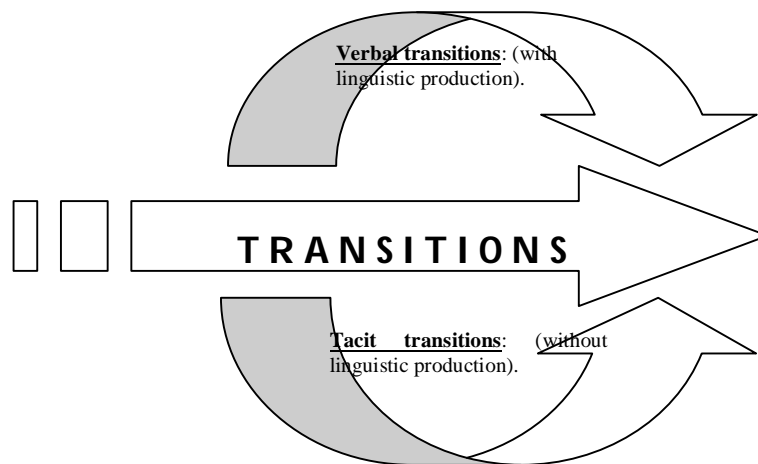 Verbal transitions: (with
linguistic production).
TRANSITIONS
Tacit transitions: (without
linguistic production).